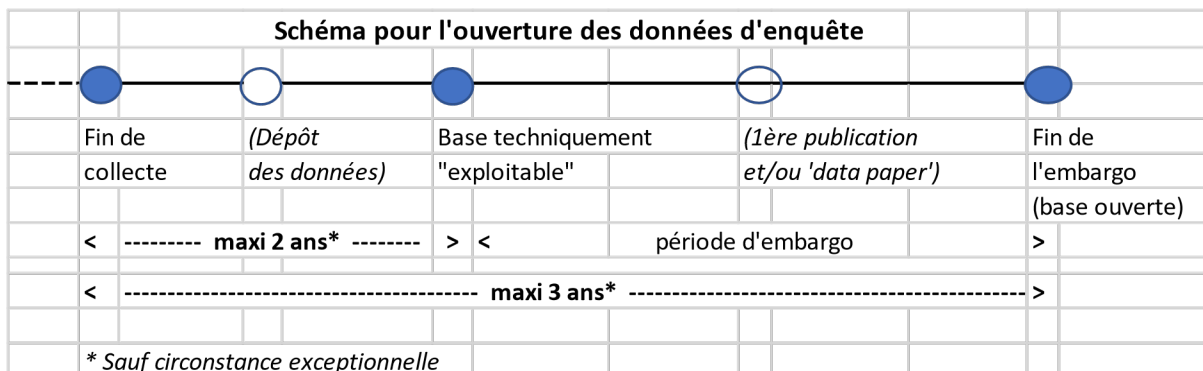 Schéma pour l'ouverture des données d'enquête
Fin de (Dépôt Base techniquement (1ère publication Fin de
collecte des données) "exploitable" et/ou 'data paper') l'embargo
(base ouverte)
< --------- maxi 2 ans* -------- > < période d'embargo >
< ---------------------------------------------- maxi 3 ans* ---------------------------------------------------->
* Sauf circonstance exceptionnelle